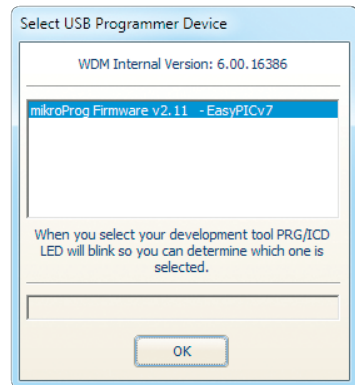 Select USB Programmer Device
WDM Internal Version: 6.00.16386
mikroProg Firmware v2.11 - EasyPICv7
When you select your development tool PRG/ICD
LED will blink so you can determine which one is
selected.
OK